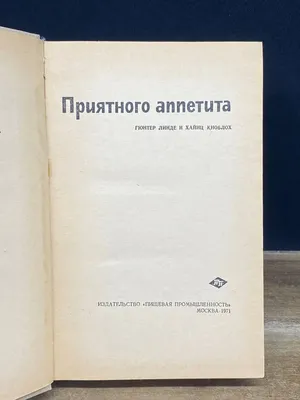 Приятного аппетита
ГЮНТЕР ЛИНДЕ И ХАЙНЦ КНОБЛОХ
ИЗДАТЕЛЬСТВО «ПИЩЕВАЯ ПРОМЫШЛЕННОСТЬ»
МОСКВА·1971